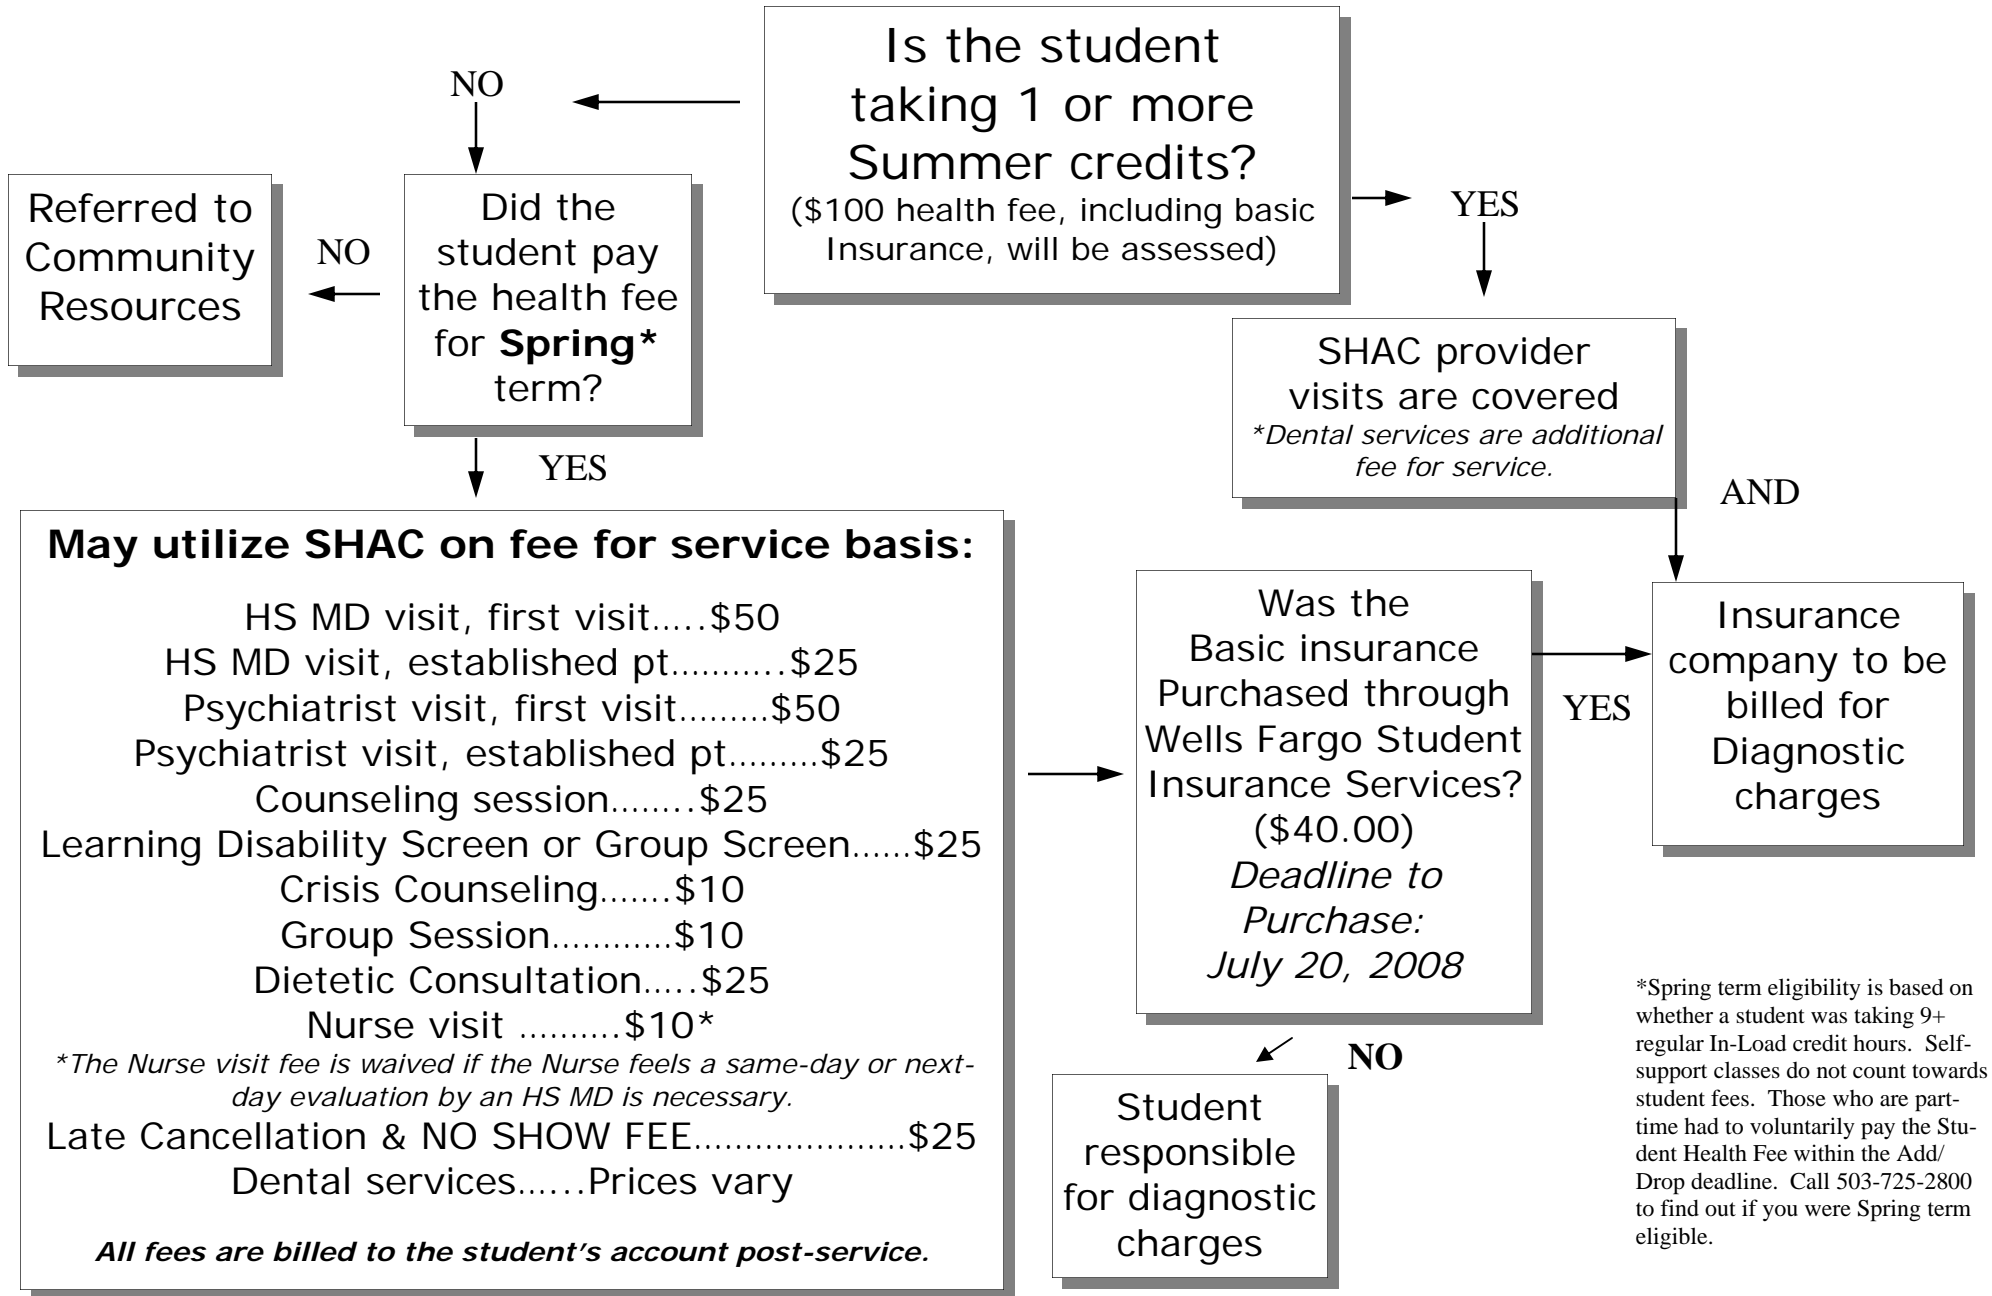 Is the student
taking 1 or more
Summer credits?
($100 health fee, including basic
Insurance, will be assessed)
NO
YES
Referred to
Community
Resources
NO
Did the
student pay
the health fee
for Spring*
term?
YES
SHAC provider
visits are covered
*Dental services are additional
fee for service.
AND
May utilize SHAC on fee for service basis:
HS MD visit, first visit.....$50
HS MD visit, established pt...........$25
Psychiatrist visit, first visit.........$50
Psychiatrist visit, established pt.........$25
Counseling session........$25
Learning Disability Screen or Group Screen......$25
Crisis Counseling.......$10
Group Session............$10
Dietetic Consultation.....$25
Nurse visit ..........$10*
*The Nurse visit fee is waived if the Nurse feels a same-day or next-
day evaluation by an HS MD is necessary.
Late Cancellation & NO SHOW FEE.....................$25
Dental services......Prices vary
All fees are billed to the student's account post-service.
Was the
Basic insurance
Purchased through
Wells Fargo Student
Insurance Services?
($40.00)
Deadline to
Purchase:
July 20, 2008
YES
Insurance
company to be
billed for
Diagnostic
charges
NO
Student
responsible
for diagnostic
charges
*Spring term eligibility is based on
whether a student was taking 9+
regular In-Load credit hours.  Self-
support classes do not count towards
student fees.  Those who are part-
time had to voluntarily pay the Stu-
dent Health Fee within the Add/
Drop deadline.  Call 503-725-2800
to find out if you were Spring term
eligible.